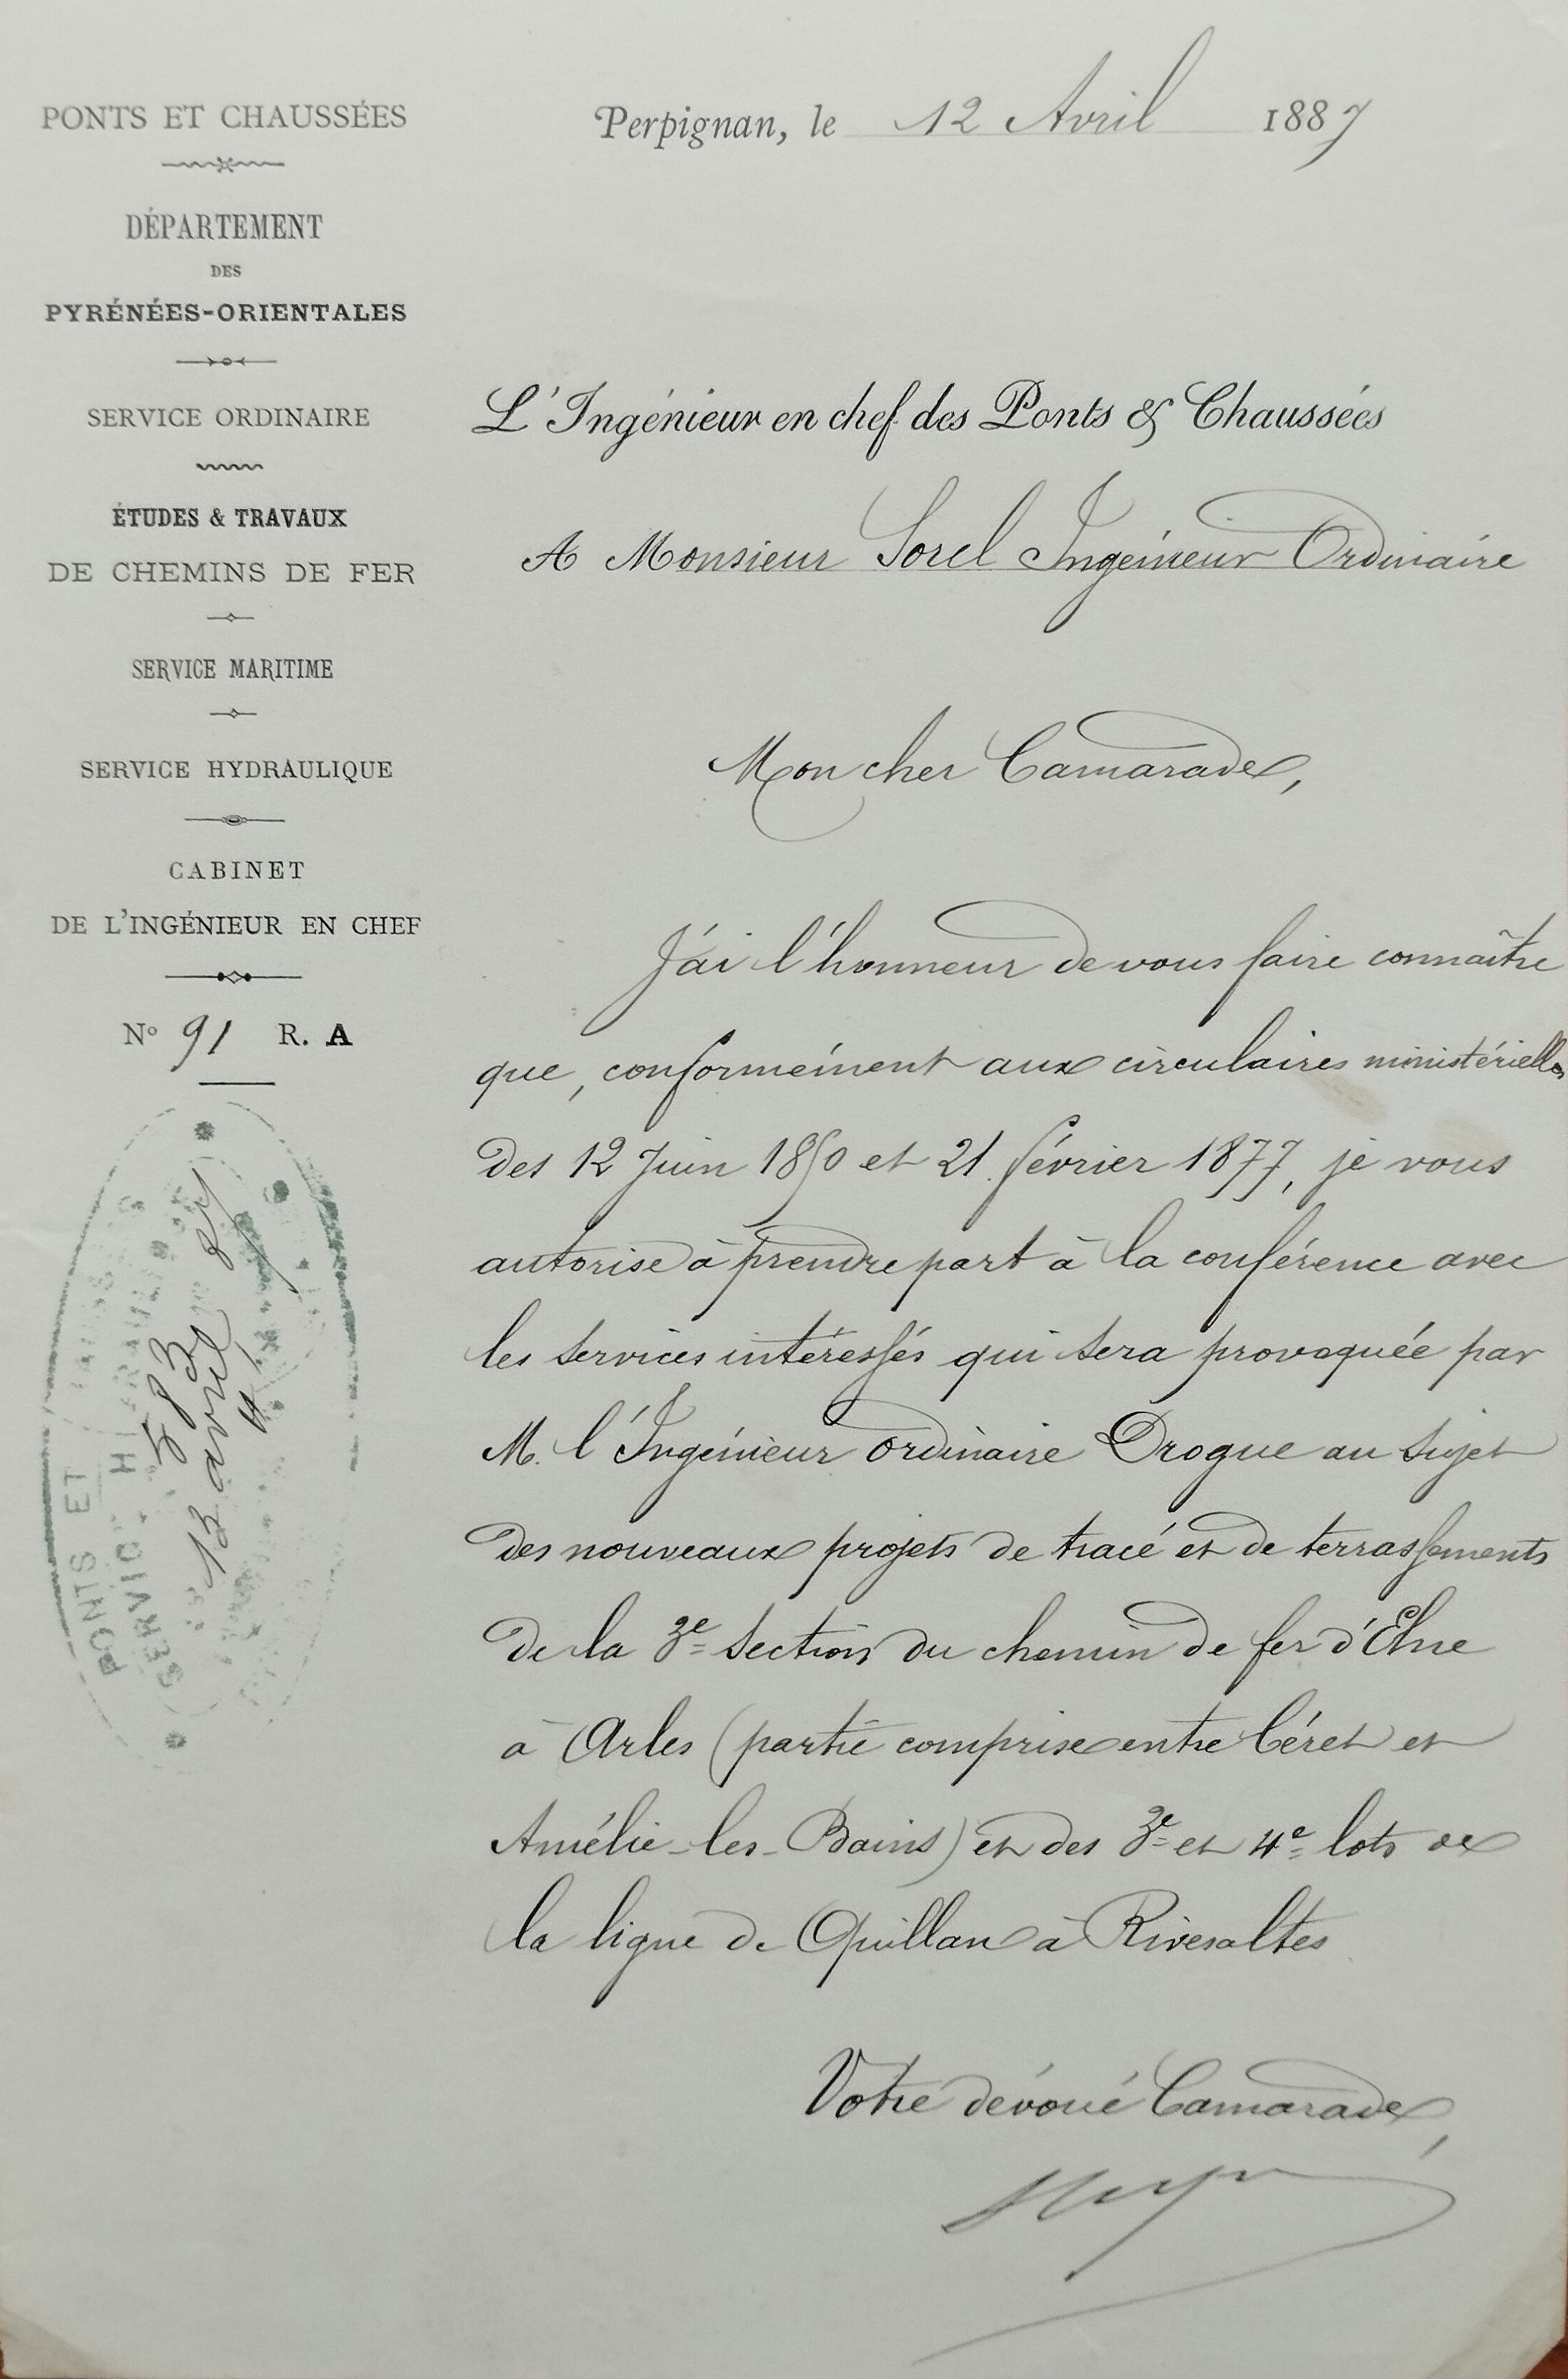 PONTS ET CHAUSSÉES
DÉPARTEMENT
DES
PYRÉNÉES-ORIENTALES
SERVICE ORDINAIRE
ÉTUDES & TRAVAUX
DE CHEMINS DE FER
SERVICE MARITIME
SERVICE HYDRAULIQUE
CABINET
DE L'INGÉNIEUR EN CHEF
N° 91 R. A
PONTS ET
SERVIC
583
13 avril 87
4
Perpignan, le 12 Avril 1887
L'Ingénieur en chef des Ponts & Chaussées
A Monsieur Sorel Ingénieur Ordinaire
Mon cher Camarade,
J'ai l'honneur de vous faire connaître
que, conformément aux circulaires ministérielles
des 12 Juin 1850 et 21 février 1877, je vous
autorise à prendre part à la conférence avec
les services intéressés qui sera provoquée par
M. l'Ingénieur ordinaire Drogue au sujet
des nouveaux projets de tracé et de terrassements
de la 3e section du chemin de fer d'Elne
à Arles (partie comprise entre Céret et
Amélie-les-Bains) et des 3e et 4e lots de
la ligne de Quillan à Rivesaltes
Votre dévoué Camarade,